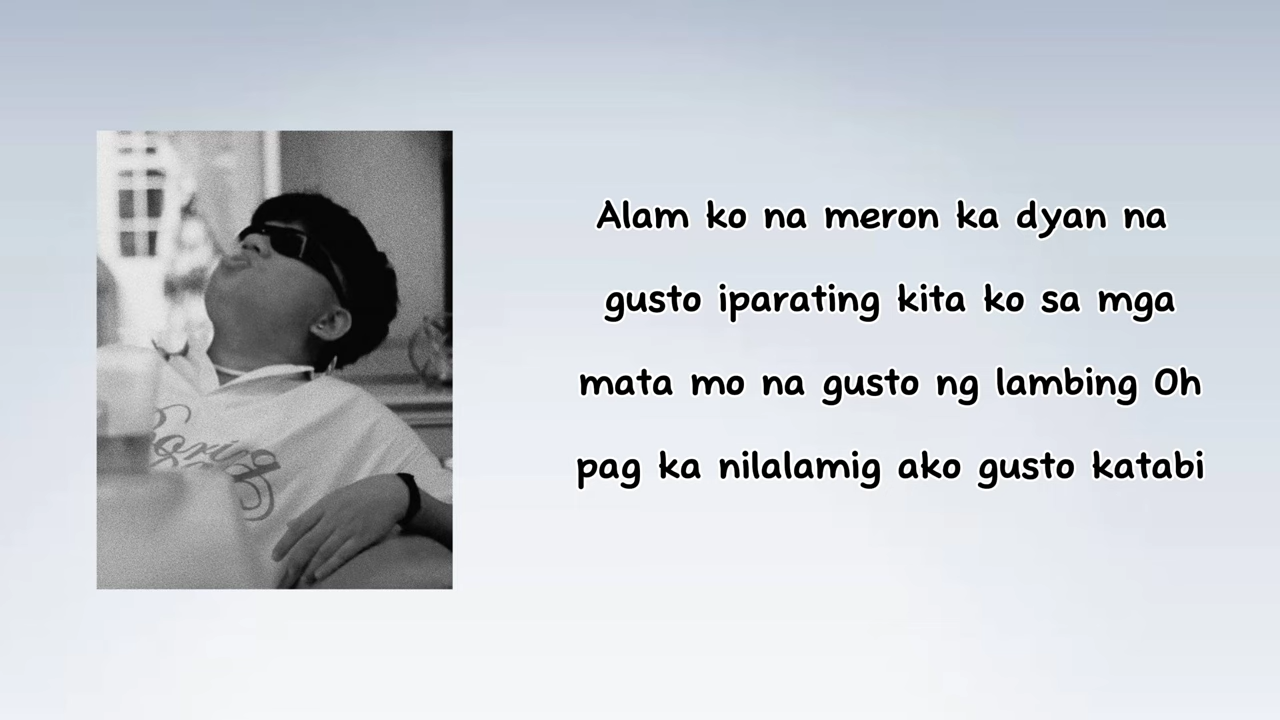 Alam ko na meron ka dyan na
gusto iparating kita ko sa mga
mata mo na gusto ng lambing Oh
pag ka nilalamig ako gusto katabi